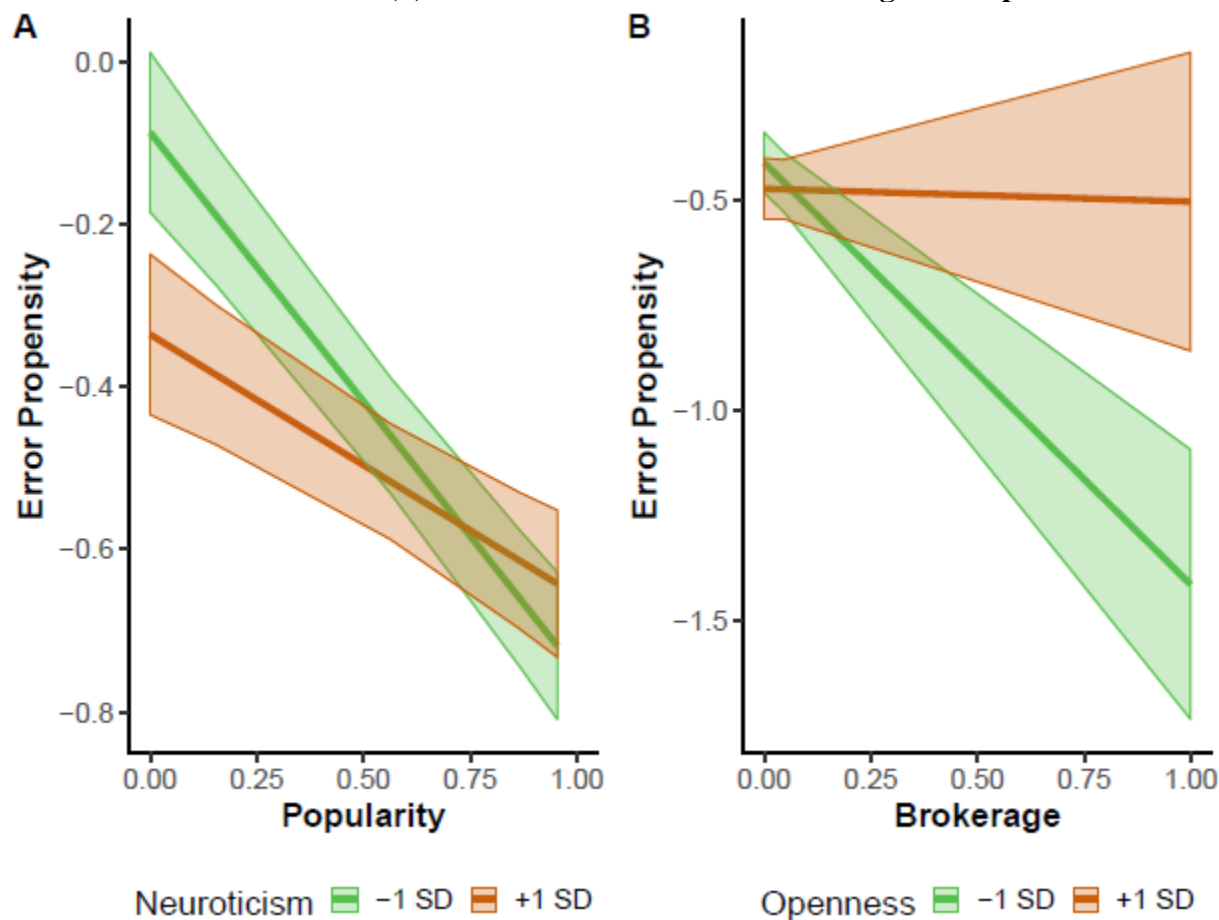 A
B
0.0
−0.2
−0.4
−0.6
−0.8
Error Propensity
0.00 0.25 0.50 0.75 1.00
Popularity
−0.5
−1.0
−1.5
Error Propensity
0.00 0.25 0.50 0.75 1.00
Brokerage
Neuroticism −1 SD +1 SD
Openness −1 SD +1 SD